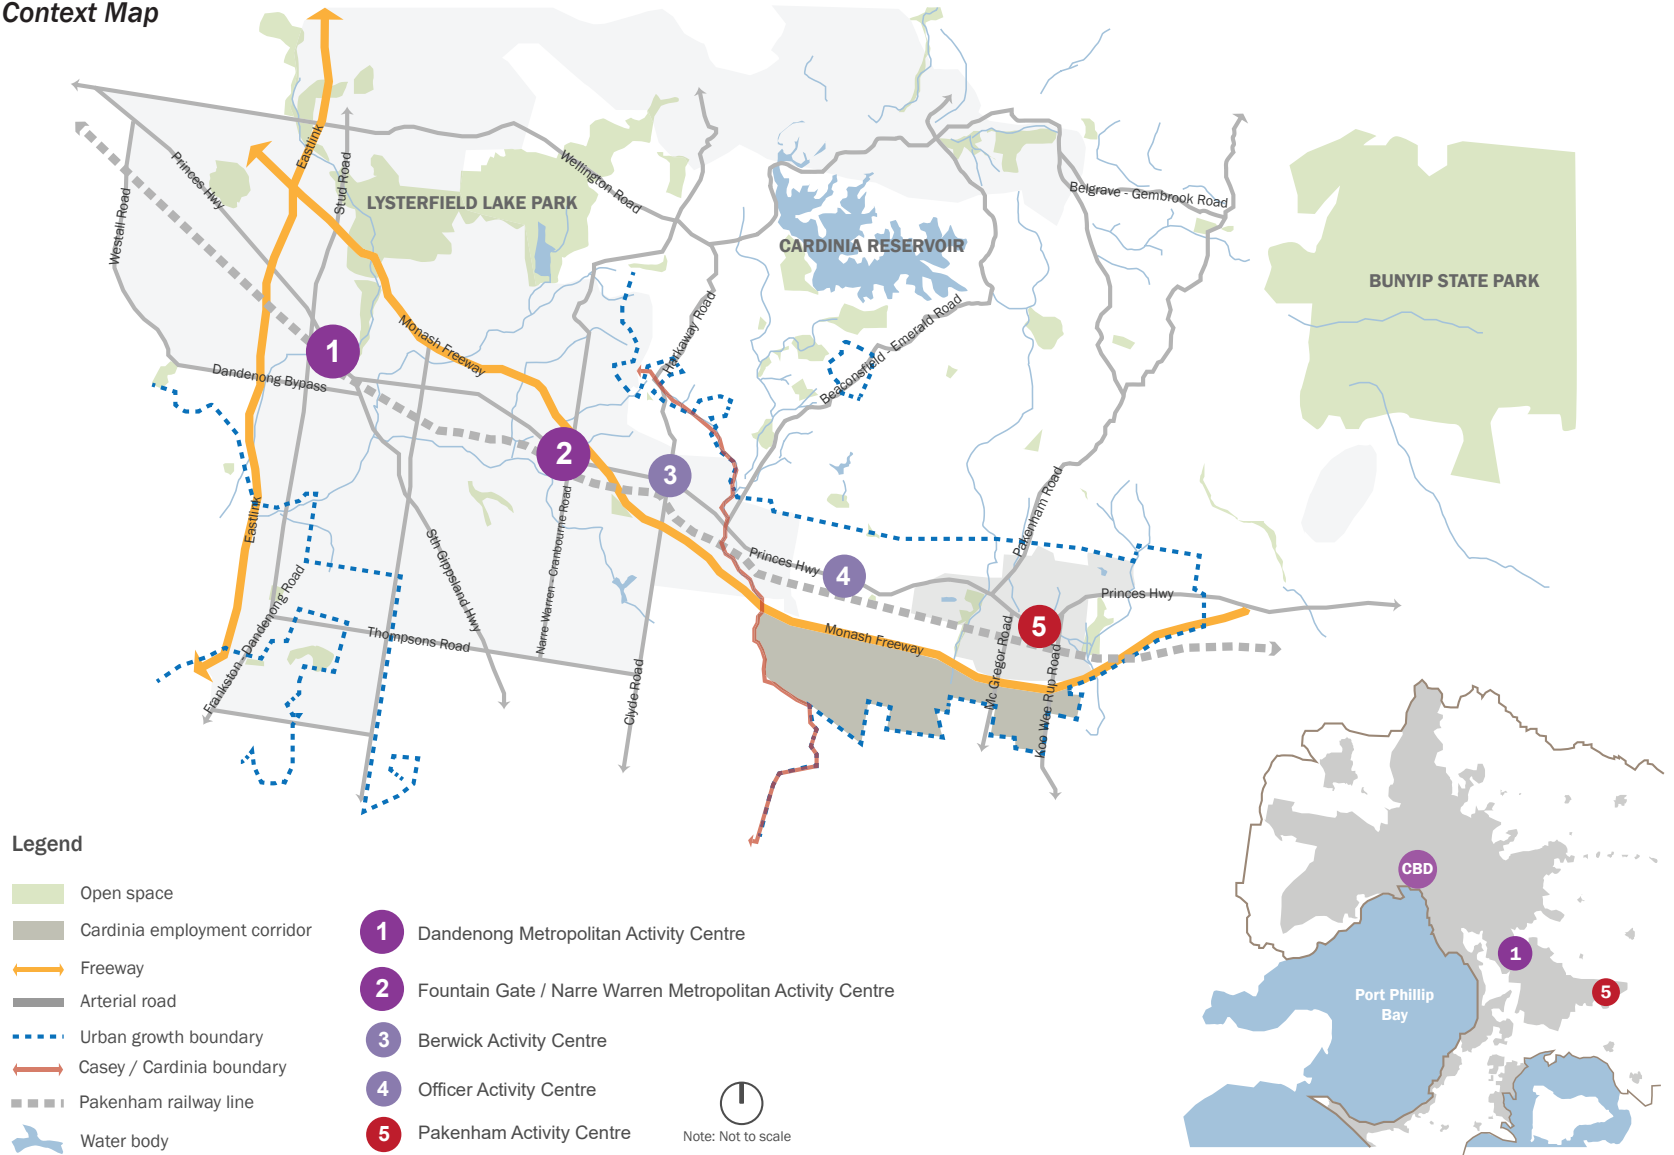 Context Map
Eastlink
Princes Hwy
Stud Road
Westall Road
LYSTERFIELD LAKE PARK
Wellington Road
Belgrave - Gembrook Road
CARDINIA RESERVOIR
BUNYIP STATE PARK
Harkaway Road
Monash Freeway
Beaconsfield - Emerald Road
1
Dandenong Bypass
2
3
Pakenham Road
Eastlink
Narre Warren - Cranbourne Road
Sth Gippsland Hwy
Princes Hwy
4
Princes Hwy
Frankston - Dandenong Road
Thompsons Road
Monash Freeway
5
Mc Gregor Road
Koo Wee Rup Road
Clyde Road
Legend
Open space
Cardinia employment corridor
Freeway
Arterial road
Urban growth boundary
Casey / Cardinia boundary
Pakenham railway line
Water body
1 Dandenong Metropolitan Activity Centre
2 Fountain Gate / Narre Warren Metropolitan Activity Centre
3 Berwick Activity Centre
4 Officer Activity Centre
5 Pakenham Activity Centre
Note: Not to scale
CBD
1
5
Port Phillip
Bay